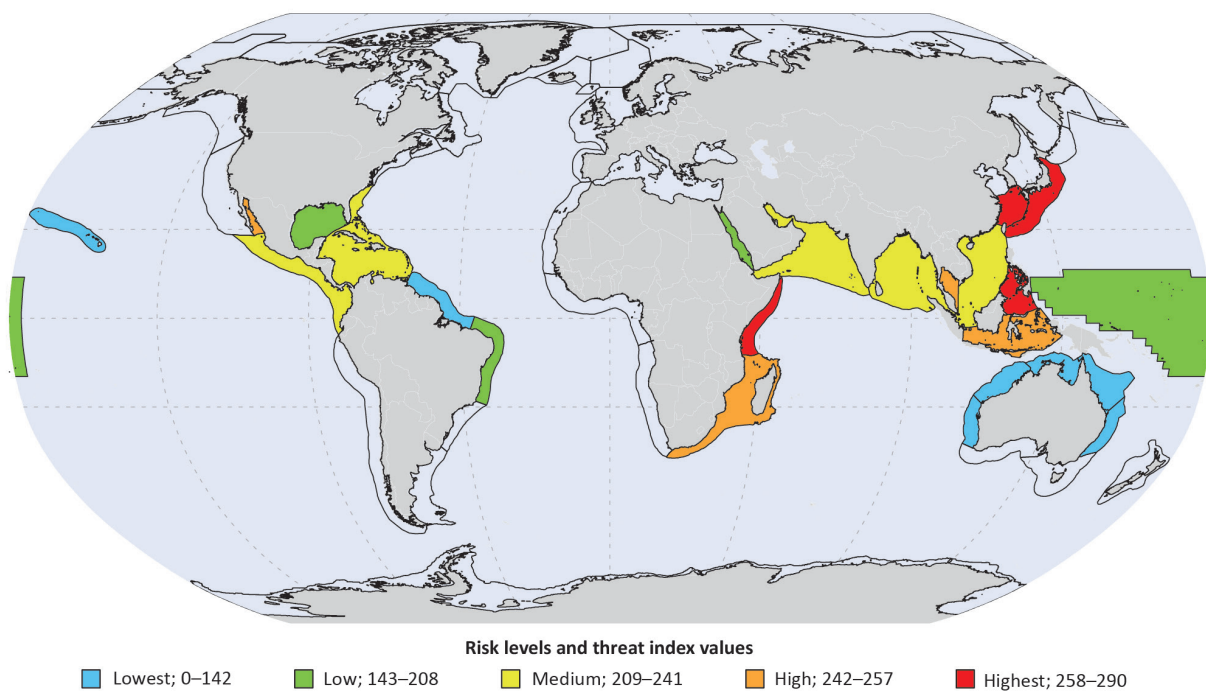 Risk levels and threat index values
Lowest; 0–142 Low; 143–208 Medium; 209–241 High; 242–257 Highest; 258–290